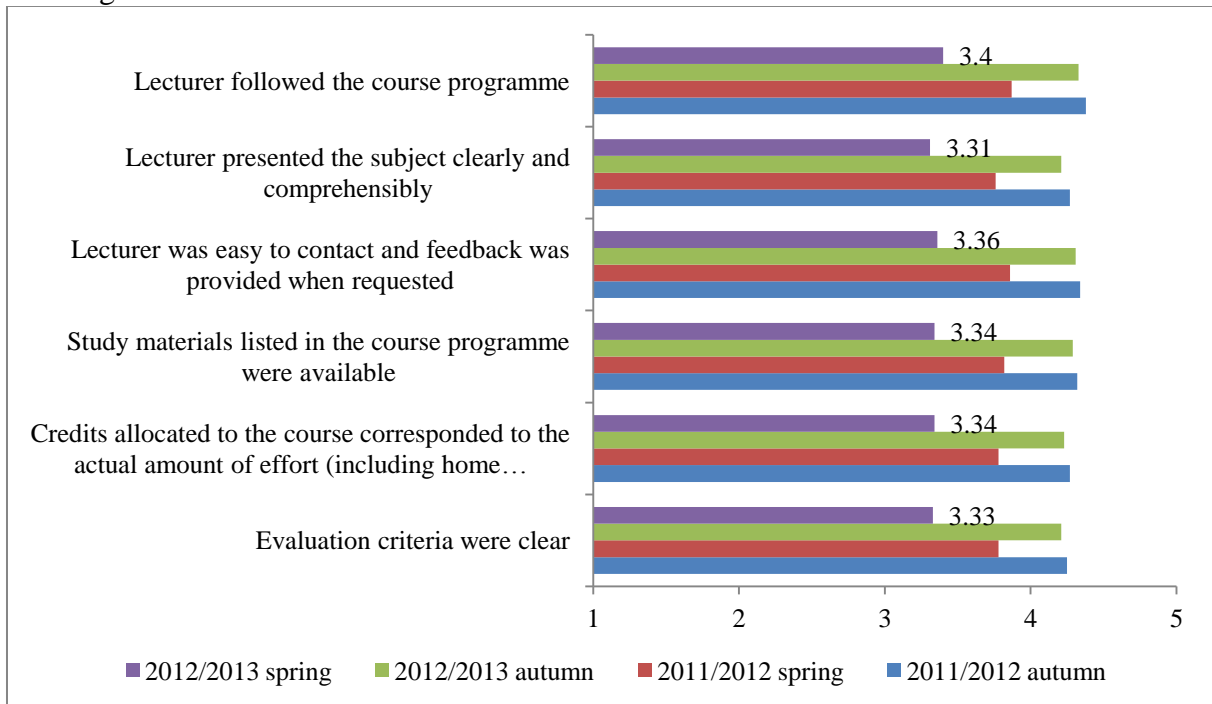 Lecturer followed the course programme
3.4
Lecturer presented the subject clearly and
comprehensibly
3.31
Lecturer was easy to contact and feedback was
provided when requested
3.36
Study materials listed in the course programme
were available
3.34
Credits allocated to the course corresponded to the
actual amount of effort (including home…
3.34
Evaluation criteria were clear
3.33
1 2 3 4 5
2012/2013 spring 2012/2013 autumn 2011/2012 spring 2011/2012 autumn